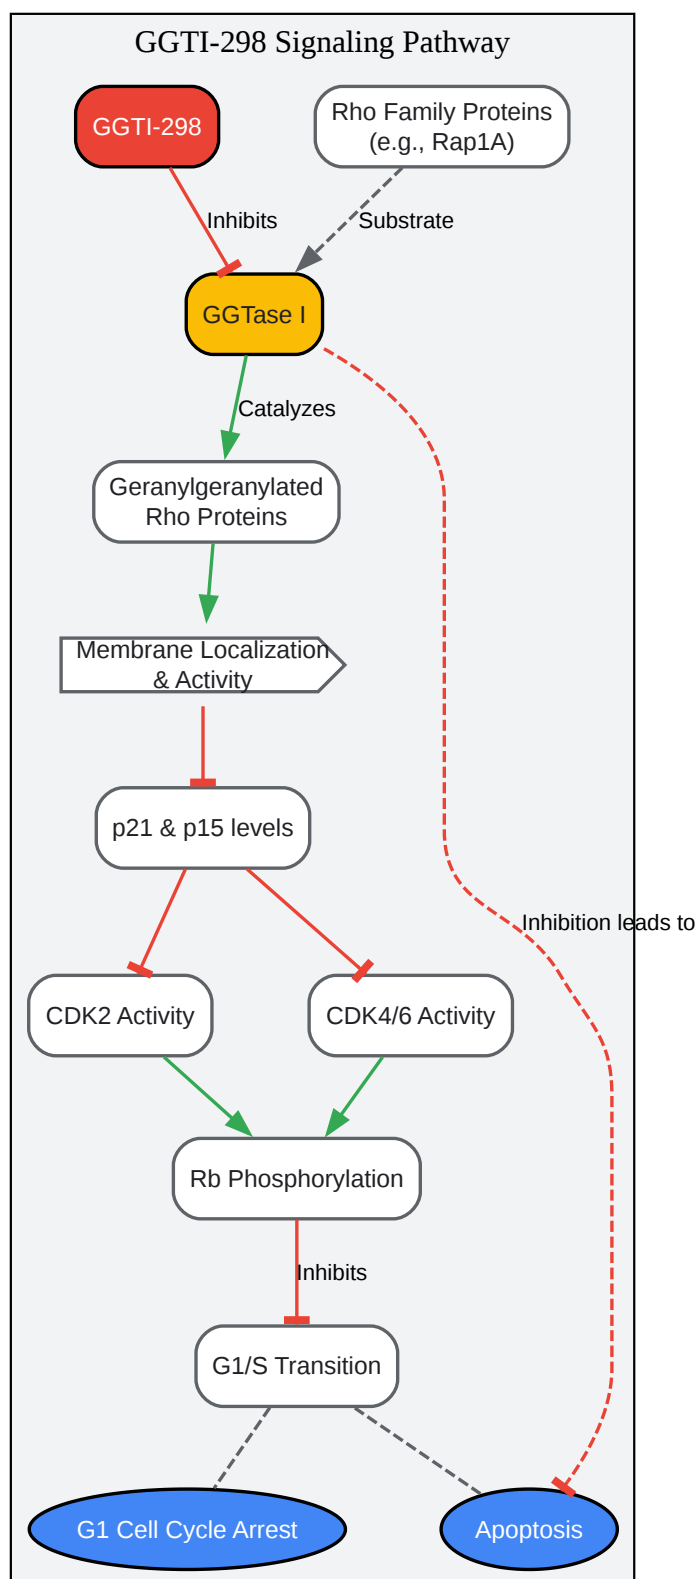 GGTI-298 Signaling Pathway
GGTI-298
Rho Family Proteins
(e.g., Rap1A)
Inhibits
Substrate
GGTase I
Catalyzes
Geranylgeranylated
Rho Proteins
Membrane Localization
& Activity
p21 & p15 levels
Inhibition leads to
CDK2 Activity
CDK4/6 Activity
Rb Phosphorylation
Inhibits
G1/S Transition
G1 Cell Cycle Arrest
Apoptosis